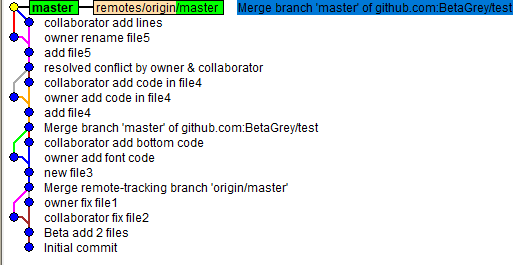 master remotes/origin/master Merge branch 'master' of github.com:BetaGrey/test
collaborator add lines
owner rename file5
add file5
resolved conflict by owner & collaborator
collaborator add code in file4
owner add code in file4
add file4
Merge branch 'master' of github.com:BetaGrey/test
collaborator add bottom code
owner add font code
new file3
Merge remote-tracking branch 'origin/master'
owner fix file1
collaborator fix file2
Beta add 2 files
Initial commit